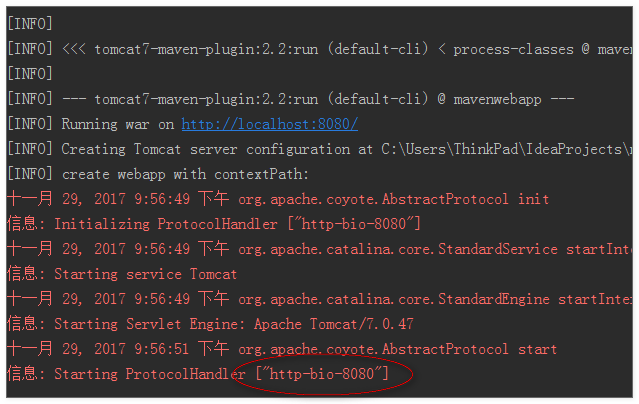 [INFO]
[INFO] <<< tomcat7-maven-plugin:2.2:run (default-cli) < process-classes @ maven
[INFO]
[INFO] --- tomcat7-maven-plugin:2.2:run (default-cli) @ mavenwebapp ---
[INFO] Running war on http://localhost:8080/
[INFO] Creating Tomcat server configuration at C:\Users\ThinkPad\IdeaProjects\
[INFO] create webapp with contextPath:
十一月 29, 2017 9:56:49 下午 org.apache.coyote.AbstractProtocol init
信息: Initializing ProtocolHandler ["http-bio-8080"]
十一月 29, 2017 9:56:49 下午 org.apache.catalina.core.StandardService startInte
信息: Starting service Tomcat
十一月 29, 2017 9:56:49 下午 org.apache.catalina.core.StandardEngine startInte
信息: Starting Servlet Engine: Apache Tomcat/7.0.47
十一月 29, 2017 9:56:51 下午 org.apache.coyote.AbstractProtocol start
信息: Starting ProtocolHandler ["http-bio-8080"]